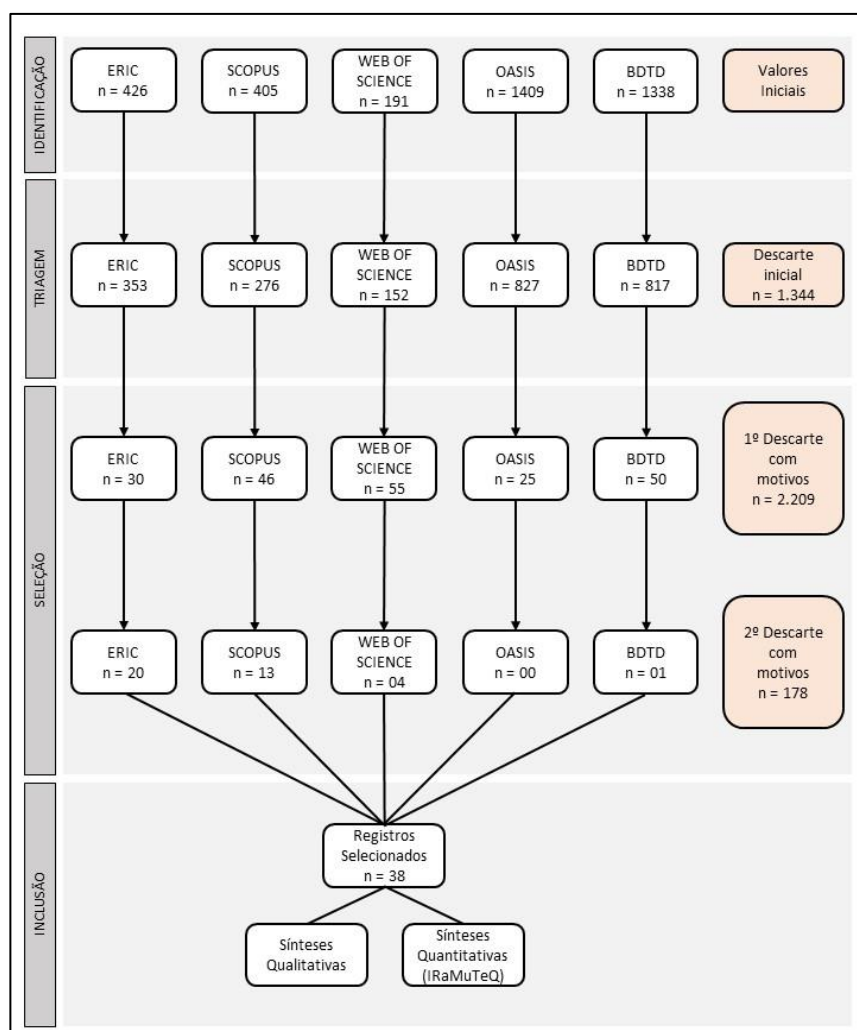 IDENTIFICAÇÃO
ERIC
n = 426
SCOPUS
n = 405
WEB OF
SCIENCE
n = 191
OASIS
n = 1409
BDTD
n = 1338
Valores
Iniciais
TRIAGEM
ERIC
n = 353
SCOPUS
n = 276
WEB OF
SCIENCE
n = 152
OASIS
n = 827
BDTD
n = 817
Descarte
inicial
n = 1.344
SELEÇÃO
ERIC
n = 30
SCOPUS
n = 46
WEB OF
SCIENCE
n = 55
OASIS
n = 25
BDTD
n = 50
1º Descarte
com
motivos
n = 2.209
ERIC
n = 20
SCOPUS
n = 13
WEB OF
SCIENCE
n = 04
OASIS
n = 00
BDTD
n = 01
2º Descarte
com
motivos
n = 178
INCLUSÃO
Registros
Selecionados
n = 38
Sínteses
Qualitativas
Sínteses
Quantitativas
(IRaMuTeQ)